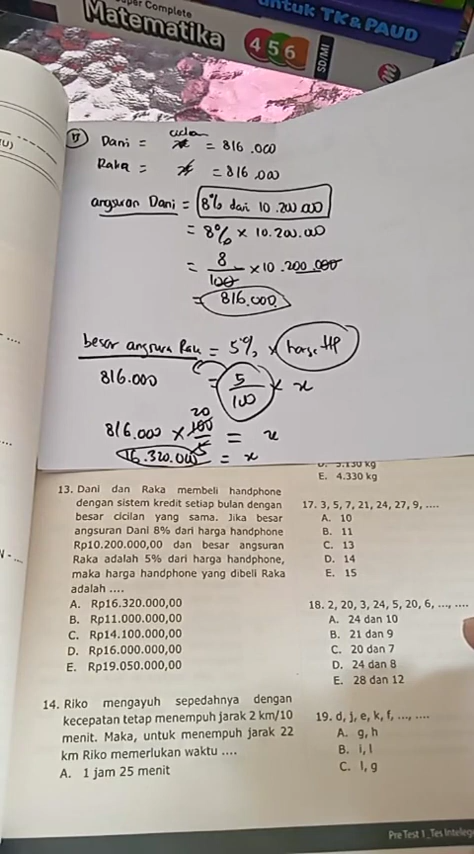 Super Complete
Matematika
4 5 6
SD/MI
untuk TK & PAUD
Dani = = 816.000
Raka = x = 816.000
angsuran Dani = 8% dari 10.200.000
= 8% × 10.200.000
= 8/100 × 10.200.000
= 816.000
besar angsuran = 5% × harga HP
816.000 = 5/100 × x
20
816.000 × 100/5 = x
16.320.000 = x
D. 3.130 kg
E. 4.330 kg
13. Dani dan Raka membeli handphone
dengan sistem kredit setiap bulan dengan
besar cicilan yang sama. Jika besar
angsuran Dani 8% dari harga handphone
Rp10.200.000,00 dan besar angsuran
Raka adalah 5% dari harga handphone,
maka harga handphone yang dibeli Raka
adalah ....
A. Rp16.320.000,00
B. Rp11.000.000,00
C. Rp14.100.000,00
D. Rp16.000.000,00
E. Rp19.050.000,00
14. Riko mengayuh sepedahnya dengan
kecepatan tetap menempuh jarak 2 km/10
menit. Maka, untuk menempuh jarak 22
km Riko memerlukan waktu ....
A. 1 jam 25 menit
17. 3, 5, 7, 21, 24, 27, 9, ....
A. 10
B. 11
C. 13
D. 14
E. 15
18. 2, 20, 3, 24, 5, 20, 6, ..., ....
A. 24 dan 10
B. 21 dan 9
C. 20 dan 7
D. 24 dan 8
E. 28 dan 12
19. d, j, e, k, f, ..., ....
A. g, h
B. i, l
C. l, g
Pre Test 1_Tes Inteleg